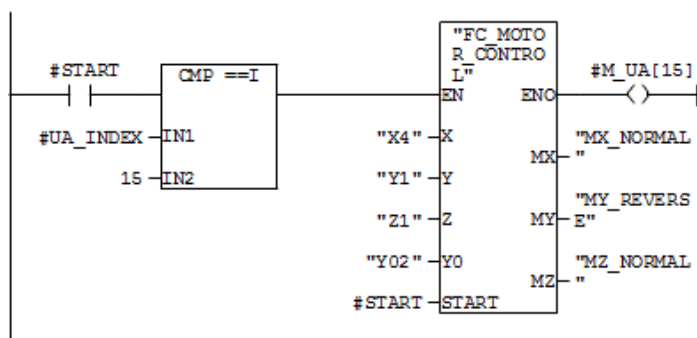 "FC_MOTO
R_CONTRO
L"
#START
CMP ==I
#M_UA[15]
EN
ENO
#UA_INDEX
IN1
"X4"
X
"MX_NORMAL
MX
"
15
IN2
"Y1"
Y
"MY_REVERS
"Z1"
Z
MY
E"
"Y02"
Y0
"MZ_NORMAL
MZ
"
#START
START